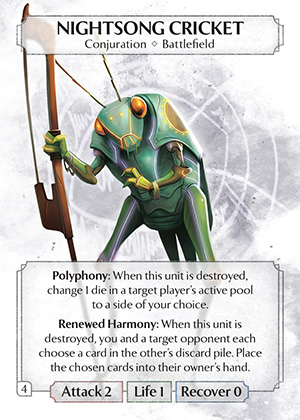 NIGHTSONG CRICKET
Conjuration ⬦ Battlefield
Polyphony: When this unit is destroyed,
change 1 die in a target player's active pool
to a side of your choice.
Renewed Harmony: When this unit is
destroyed, you and a target opponent each
choose a card in the other's discard pile. Place
the chosen cards into their owner's hand.
4
Attack 2 Life 1 Recover 0